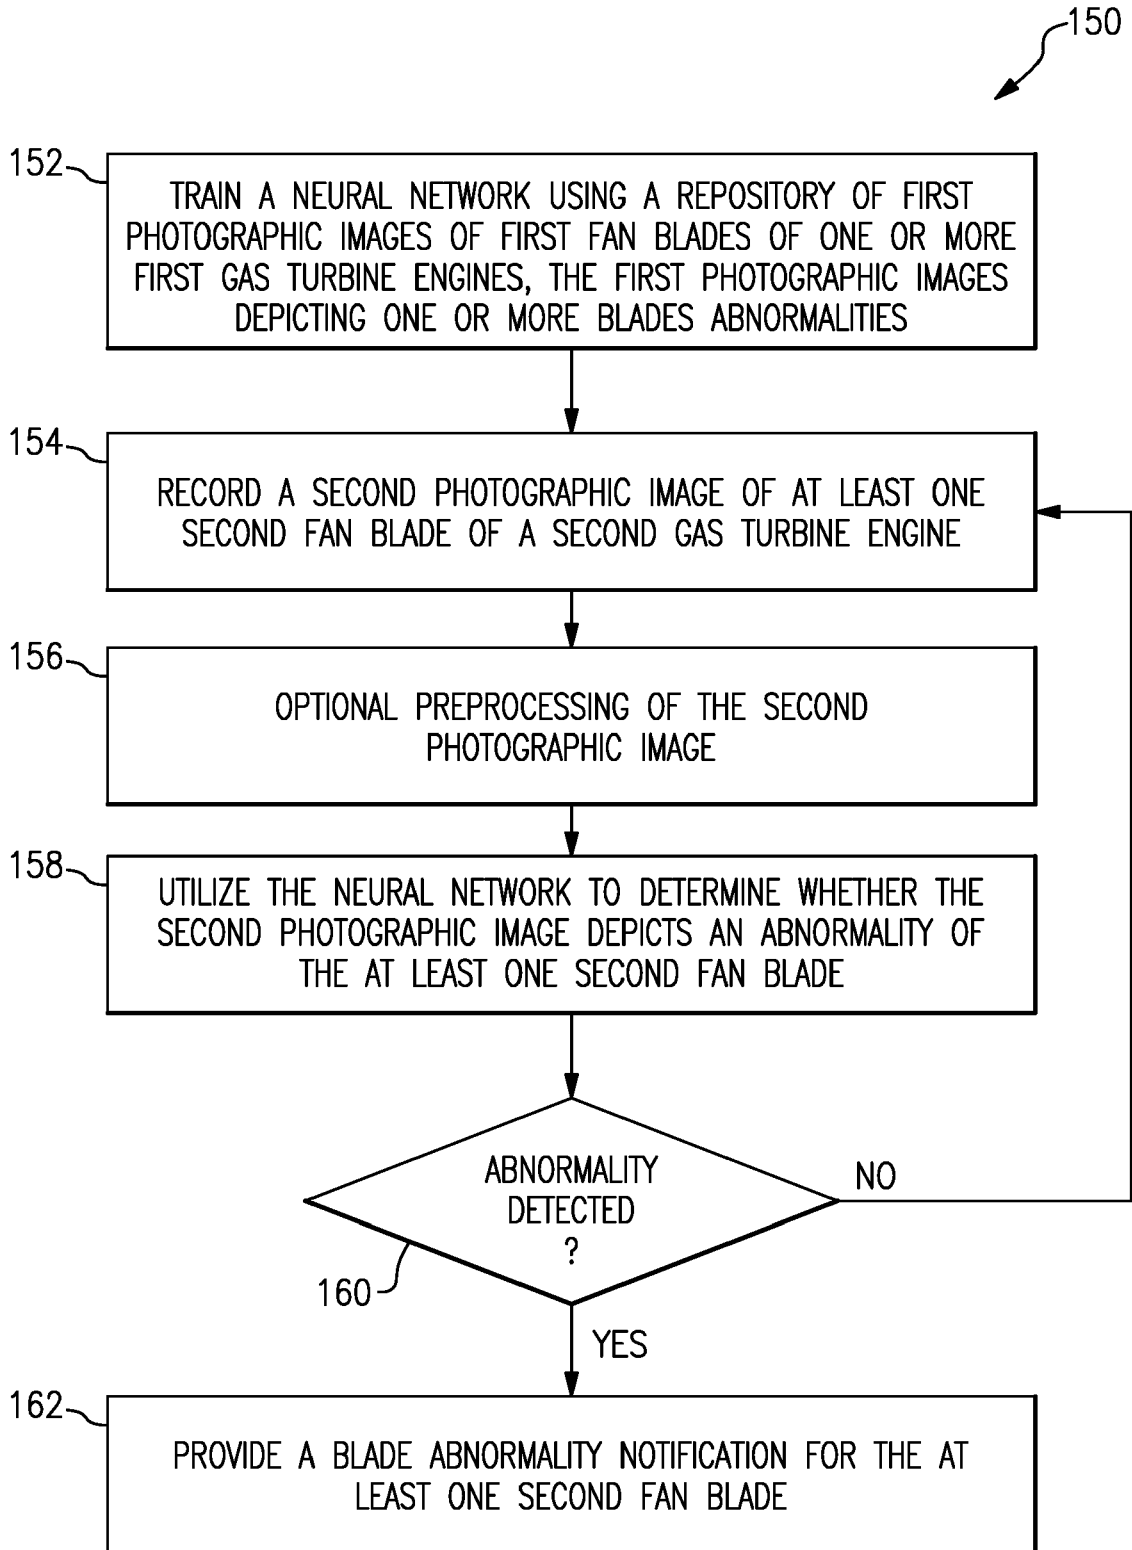 150
152
TRAIN A NEURAL NETWORK USING A REPOSITORY OF FIRST
PHOTOGRAPHIC IMAGES OF FIRST FAN BLADES OF ONE OR MORE
FIRST GAS TURBINE ENGINES, THE FIRST PHOTOGRAPHIC IMAGES
DEPICTING ONE OR MORE BLADES ABNORMALITIES
154
RECORD A SECOND PHOTOGRAPHIC IMAGE OF AT LEAST ONE
SECOND FAN BLADE OF A SECOND GAS TURBINE ENGINE
156
OPTIONAL PREPROCESSING OF THE SECOND
PHOTOGRAPHIC IMAGE
158
UTILIZE THE NEURAL NETWORK TO DETERMINE WHETHER THE
SECOND PHOTOGRAPHIC IMAGE DEPICTS AN ABNORMALITY OF
THE AT LEAST ONE SECOND FAN BLADE
ABNORMALITY
DETECTED
?
NO
160
YES
162
PROVIDE A BLADE ABNORMALITY NOTIFICATION FOR THE AT
LEAST ONE SECOND FAN BLADE